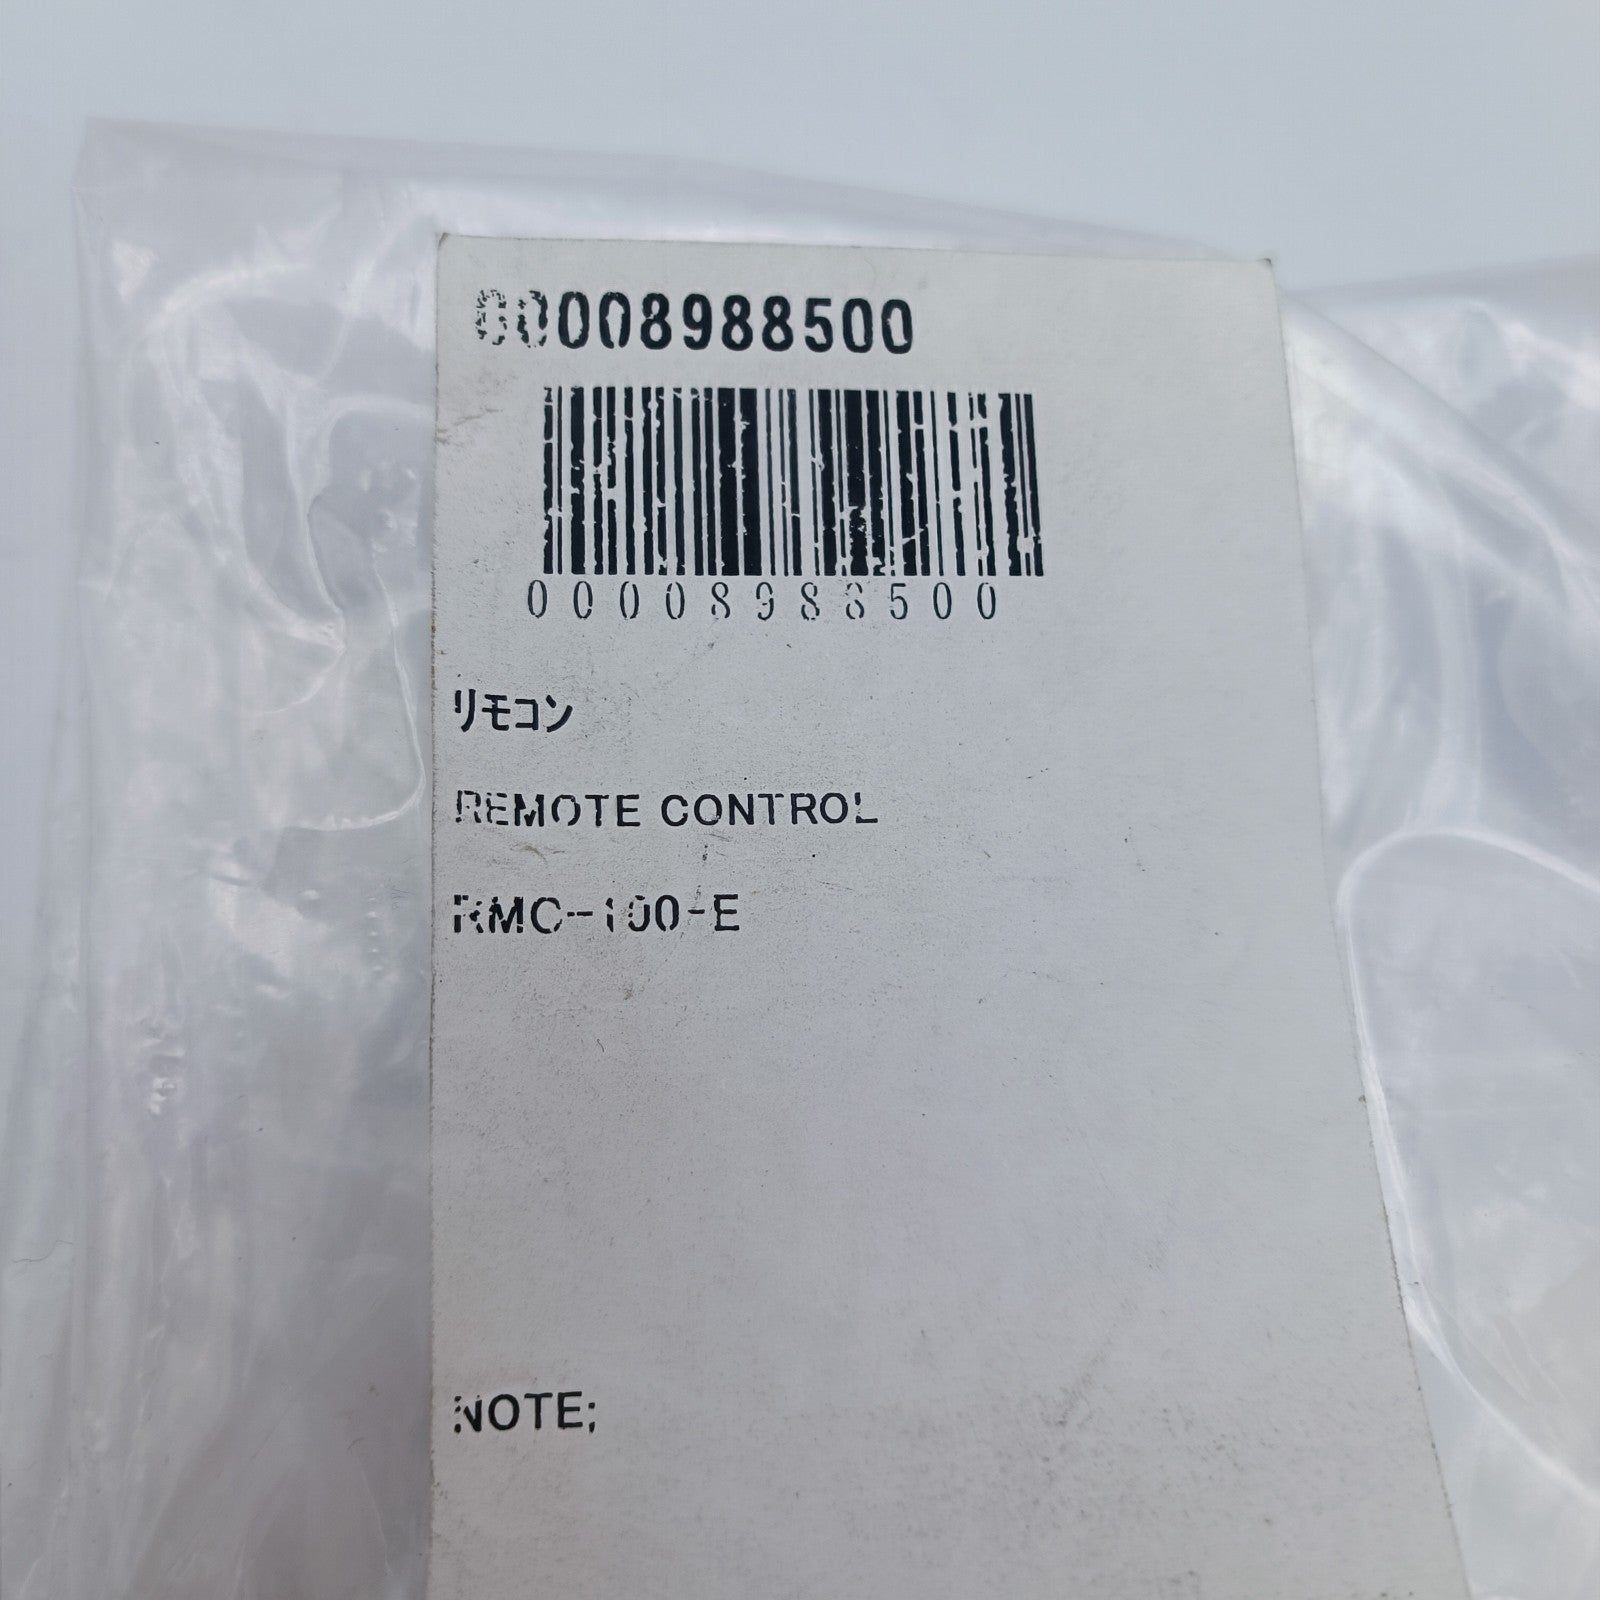 00008988500
00008988500
リモコン
REMOTE CONTROL
RMC-100-E
NOTE;